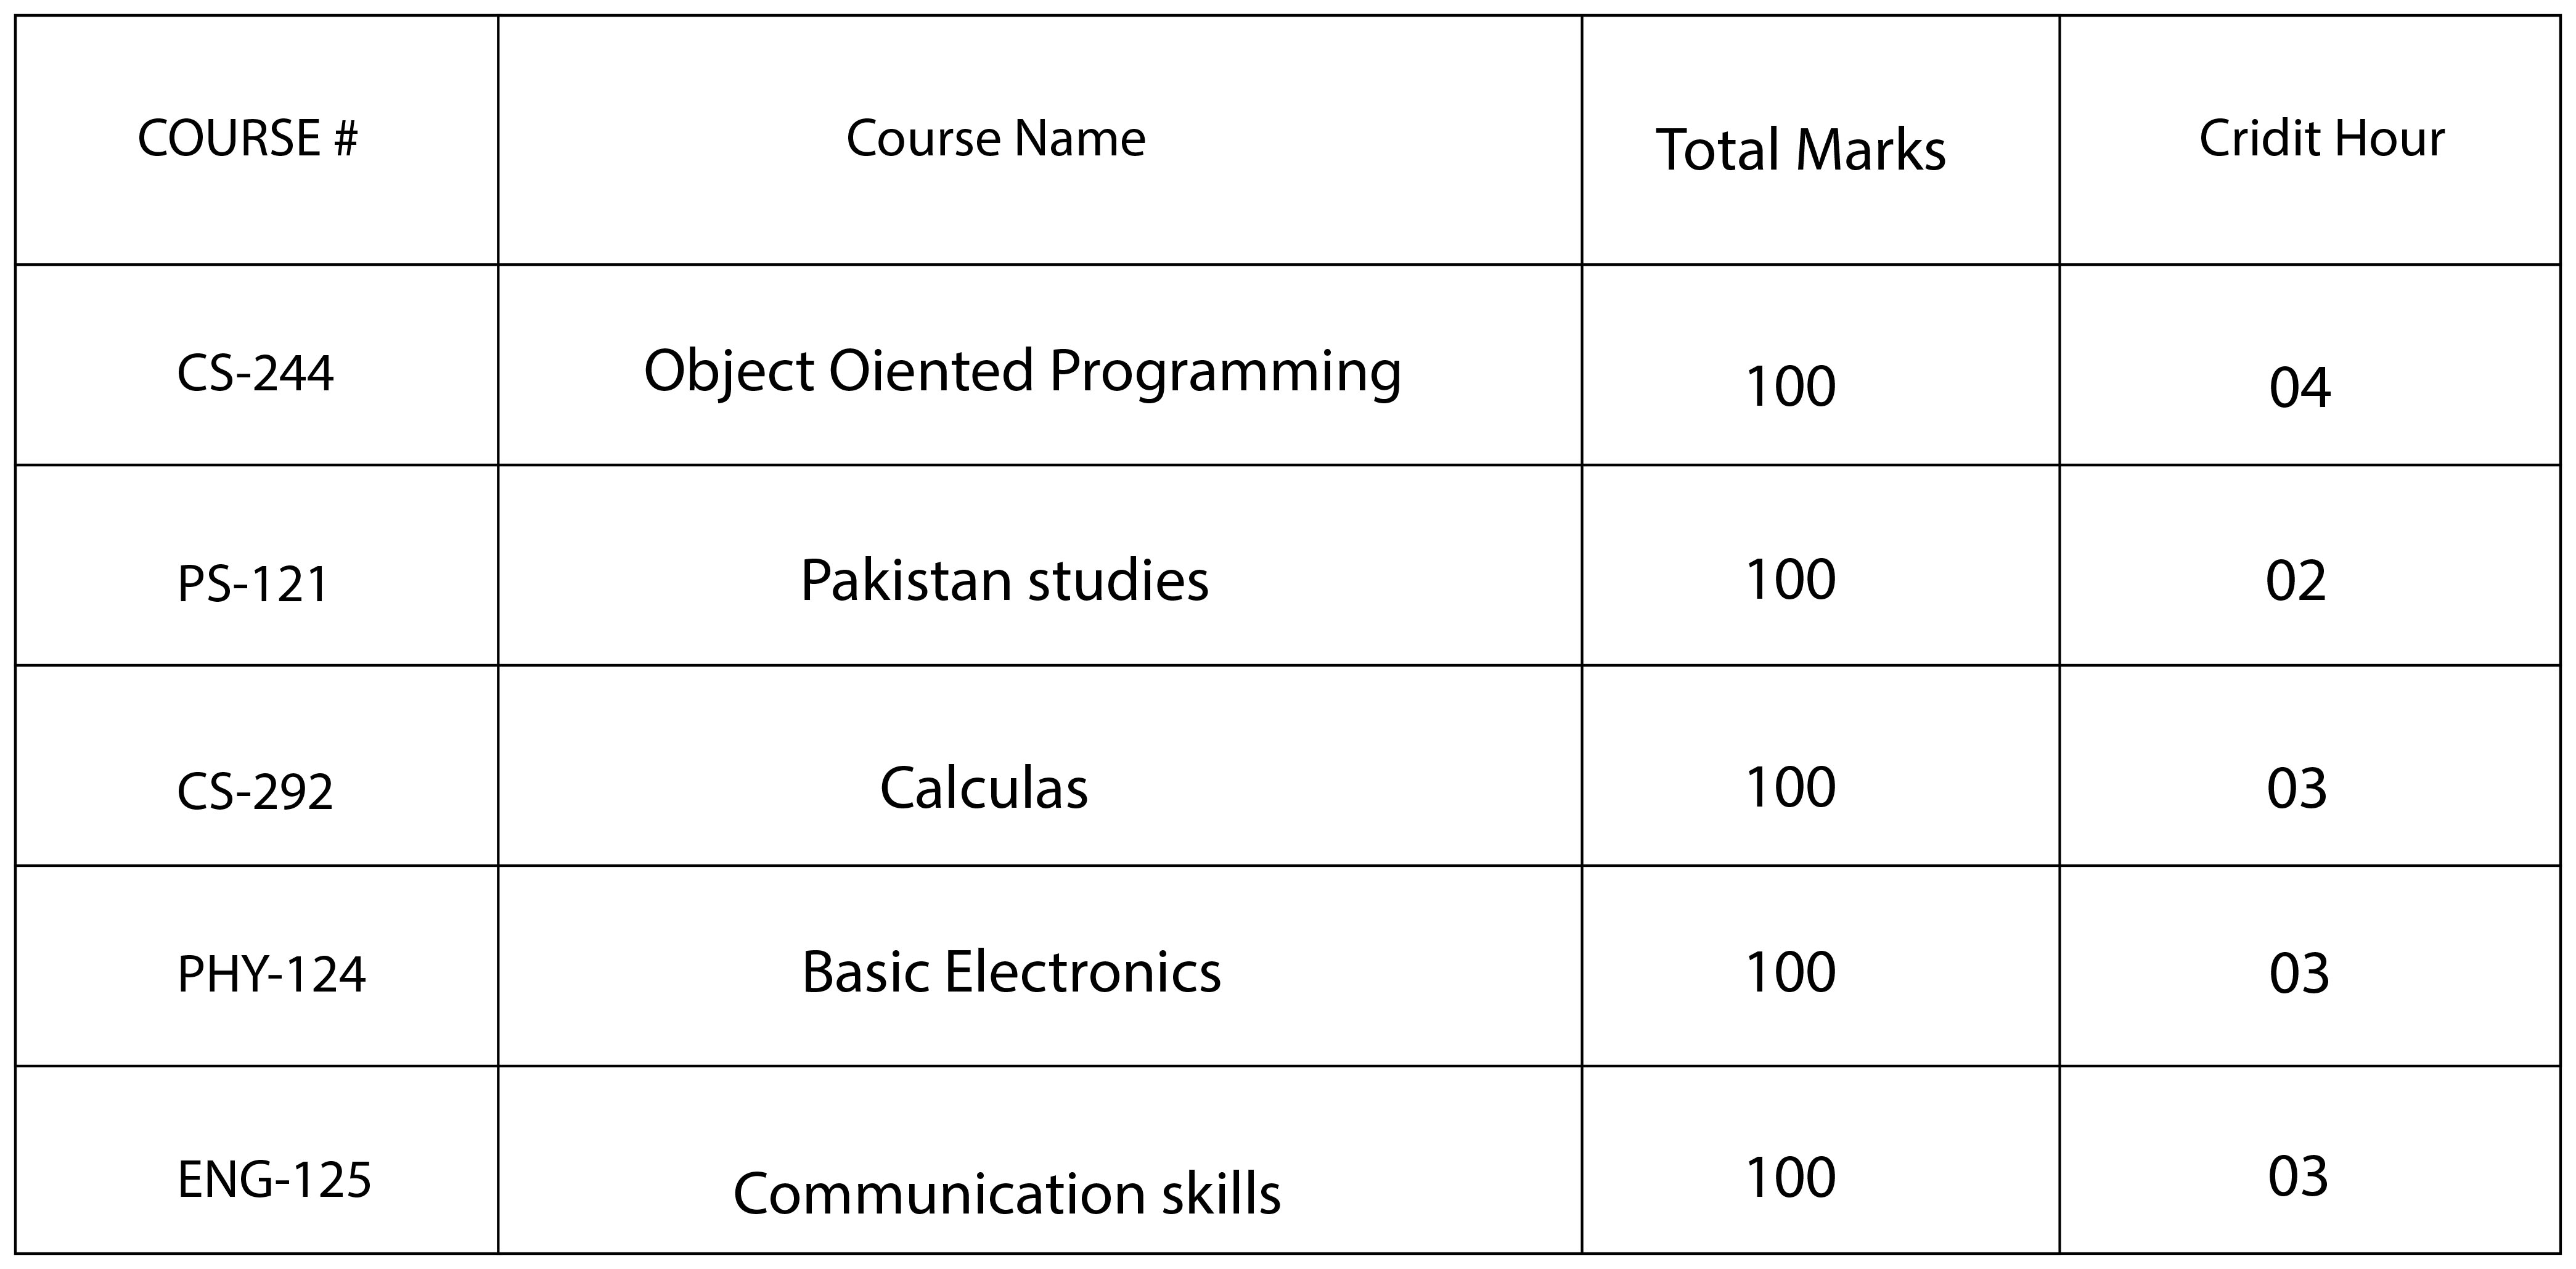 COURSE # Course Name Total Marks Cridit Hour
CS-244 Object Oiented Programming 100 04
PS-121 Pakistan studies 100 02
CS-292 Calculas 100 03
PHY-124 Basic Electronics 100 03
ENG-125 Communication skills 100 03